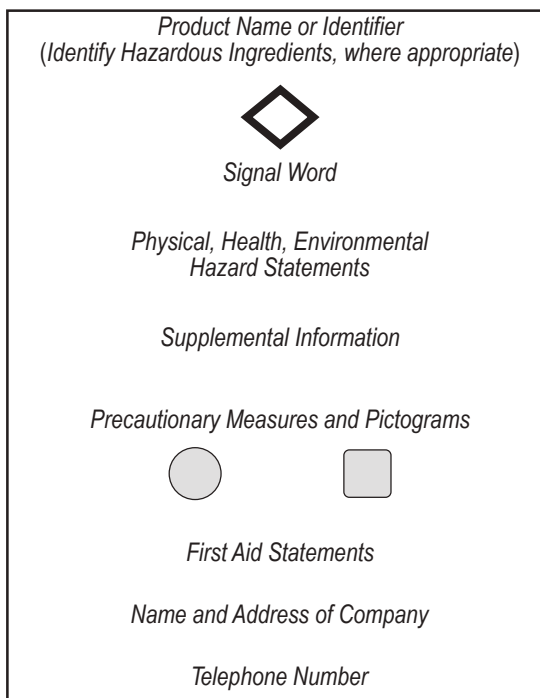 Product Name or Identifier
(Identify Hazardous Ingredients, where appropriate)
Signal Word
Physical, Health, Environmental
Hazard Statements
Supplemental Information
Precautionary Measures and Pictograms
First Aid Statements
Name and Address of Company
Telephone Number